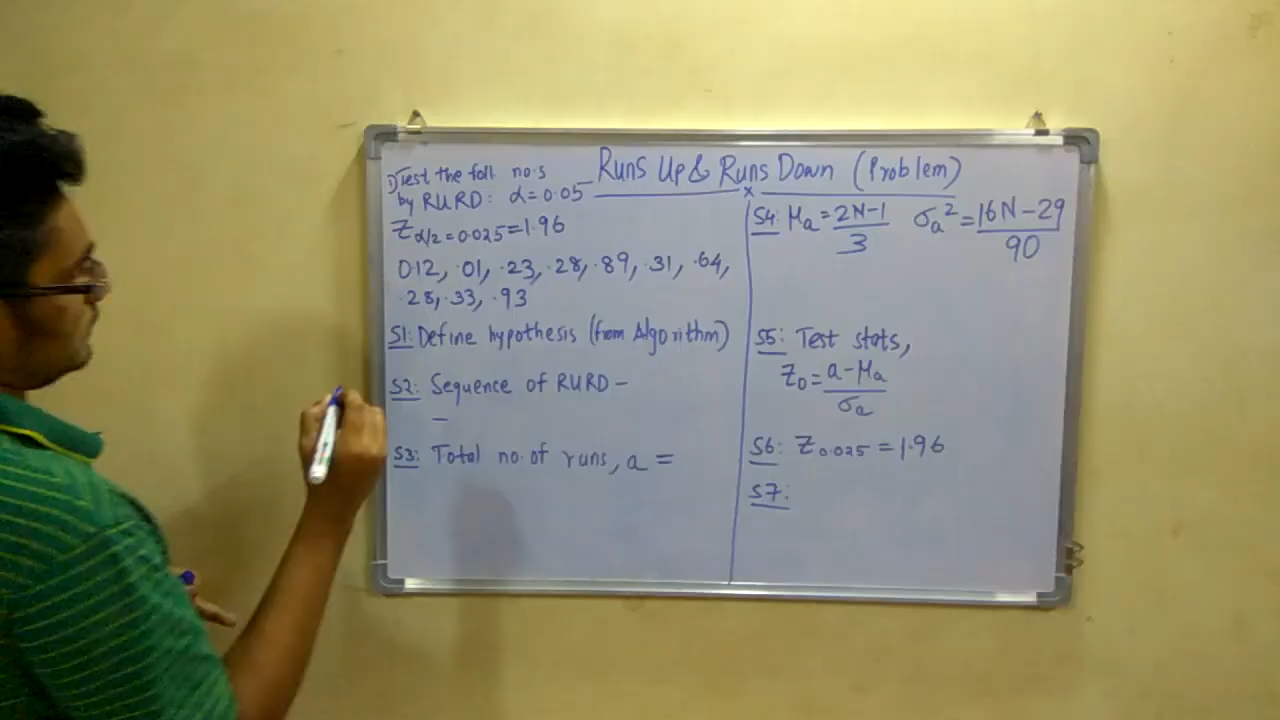 Runs Up & Runs Down (Problem)
1) Test the foll no.s
by RURD: α=0.05
Z α/2=0.025=1.96
0.12, .01, .23, .28, .89, .31, .64,
.28, .33, .93
S1: Define hypothesis (from Algorithm)
S2: Sequence of RURD –
–
S3: Total no. of runs, a =
S4: μa = 2N-1/3 σa² = 16N-29/90
S5: Test stats,
Z0 = a-μa/σa
S6: Z0.025 = 1.96
S7: